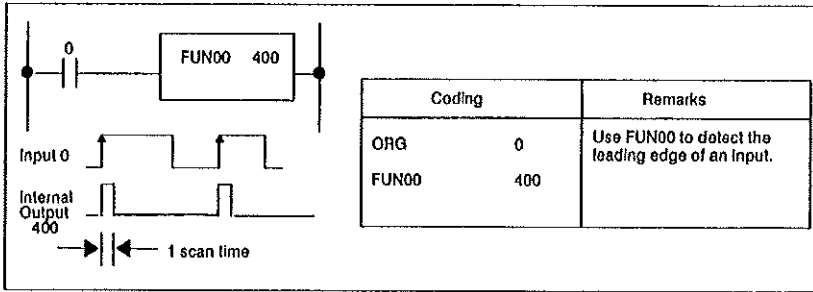 0
FUN00 400
Input 0
Internal
Output
400
1 scan time
Coding Remarks
ORG 0 Use FUN00 to detect the
leading edge of an input.
FUN00 400